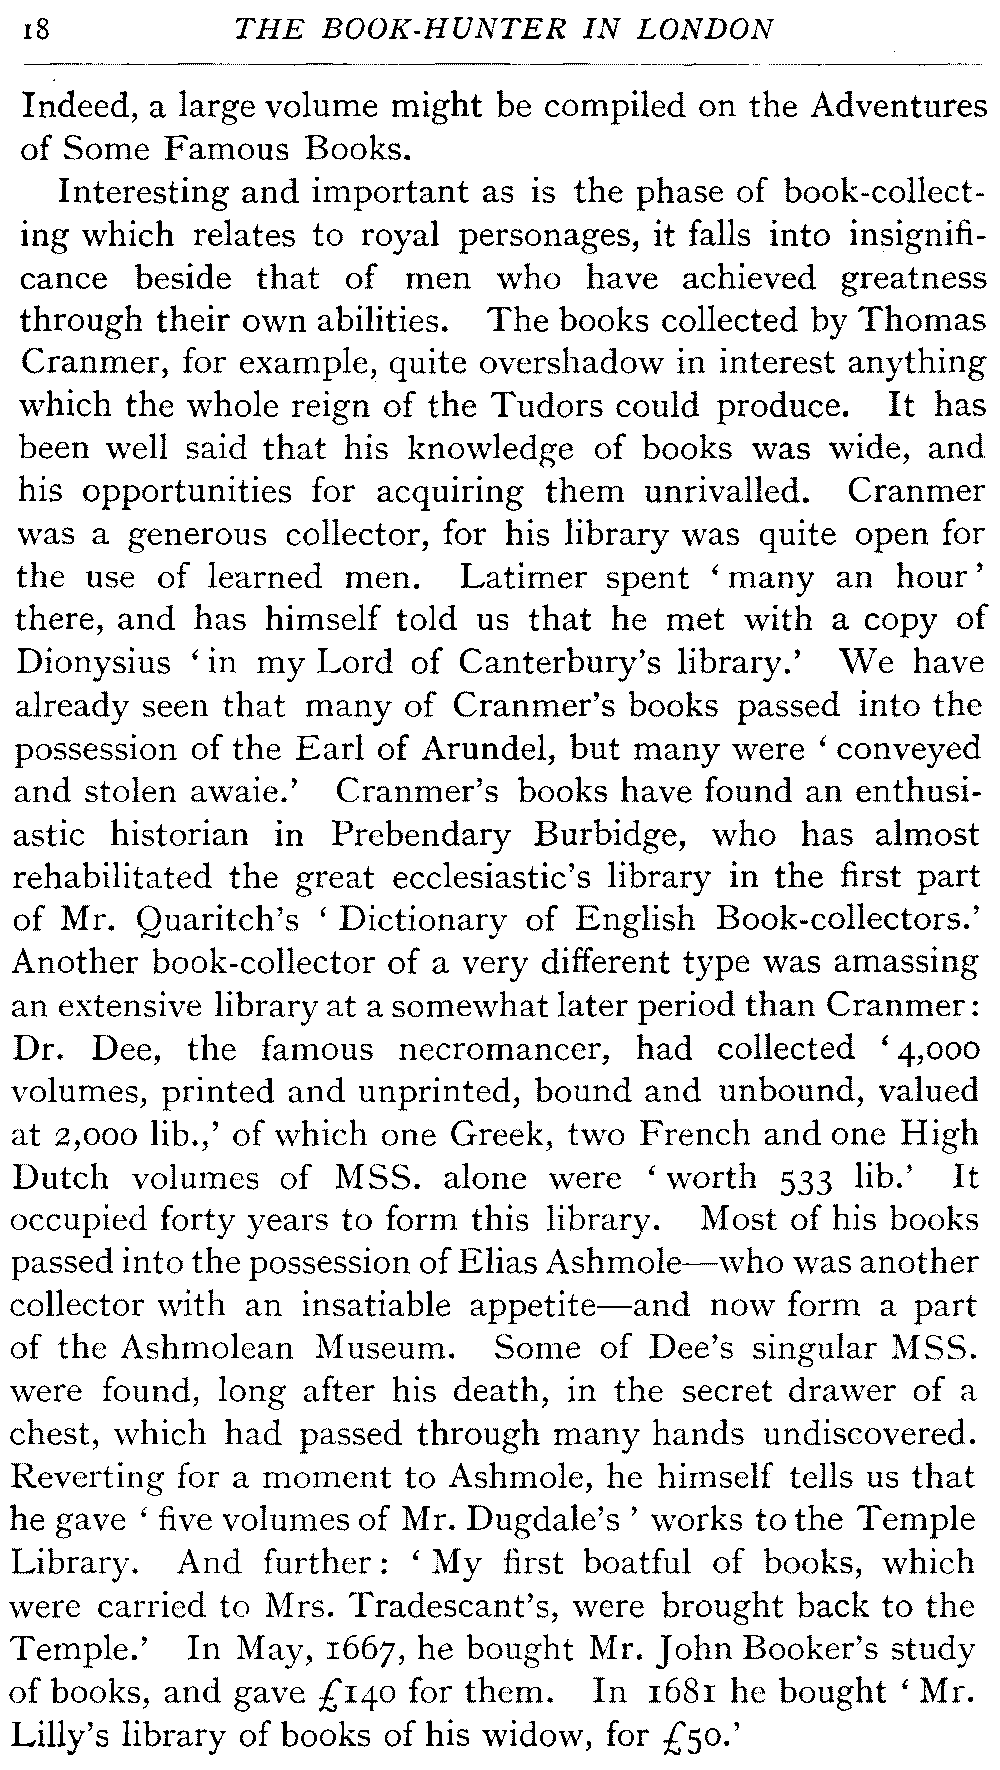 18 THE BOOK-HUNTER IN LONDON
Indeed, a large volume might be compiled on the Adventures
of Some Famous Books.
Interesting and important as is the phase of book-collect-
ing which relates to royal personages, it falls into insignifi-
cance beside that of men who have achieved greatness
through their own abilities. The books collected by Thomas
Cranmer, for example, quite overshadow in interest anything
which the whole reign of the Tudors could produce. It has
been well said that his knowledge of books was wide, and
his opportunities for acquiring them unrivalled. Cranmer
was a generous collector, for his library was quite open for
the use of learned men. Latimer spent ‘many an hour’
there, and has himself told us that he met with a copy of
Dionysius ‘in my Lord of Canterbury’s library.’ We have
already seen that many of Cranmer’s books passed into the
possession of the Earl of Arundel, but many were ‘conveyed
and stolen awaie.’ Cranmer’s books have found an enthusi-
astic historian in Prebendary Burbidge, who has almost
rehabilitated the great ecclesiastic’s library in the first part
of Mr. Quaritch’s ‘Dictionary of English Book-collectors.’
Another book-collector of a very different type was amassing
an extensive library at a somewhat later period than Cranmer:
Dr. Dee, the famous necromancer, had collected ‘4,000
volumes, printed and unprinted, bound and unbound, valued
at 2,000 lib.,’ of which one Greek, two French and one High
Dutch volumes of MSS. alone were ‘worth 533 lib.’ It
occupied forty years to form this library. Most of his books
passed into the possession of Elias Ashmole—who was another
collector with an insatiable appetite—and now form a part
of the Ashmolean Museum. Some of Dee’s singular MSS.
were found, long after his death, in the secret drawer of a
chest, which had passed through many hands undiscovered.
Reverting for a moment to Ashmole, he himself tells us that
he gave ‘five volumes of Mr. Dugdale’s’ works to the Temple
Library. And further: ‘My first boatful of books, which
were carried to Mrs. Tradescant’s, were brought back to the
Temple.’ In May, 1667, he bought Mr. John Booker’s study
of books, and gave £140 for them. In 1681 he bought ‘Mr.
Lilly’s library of books of his widow, for £50.’